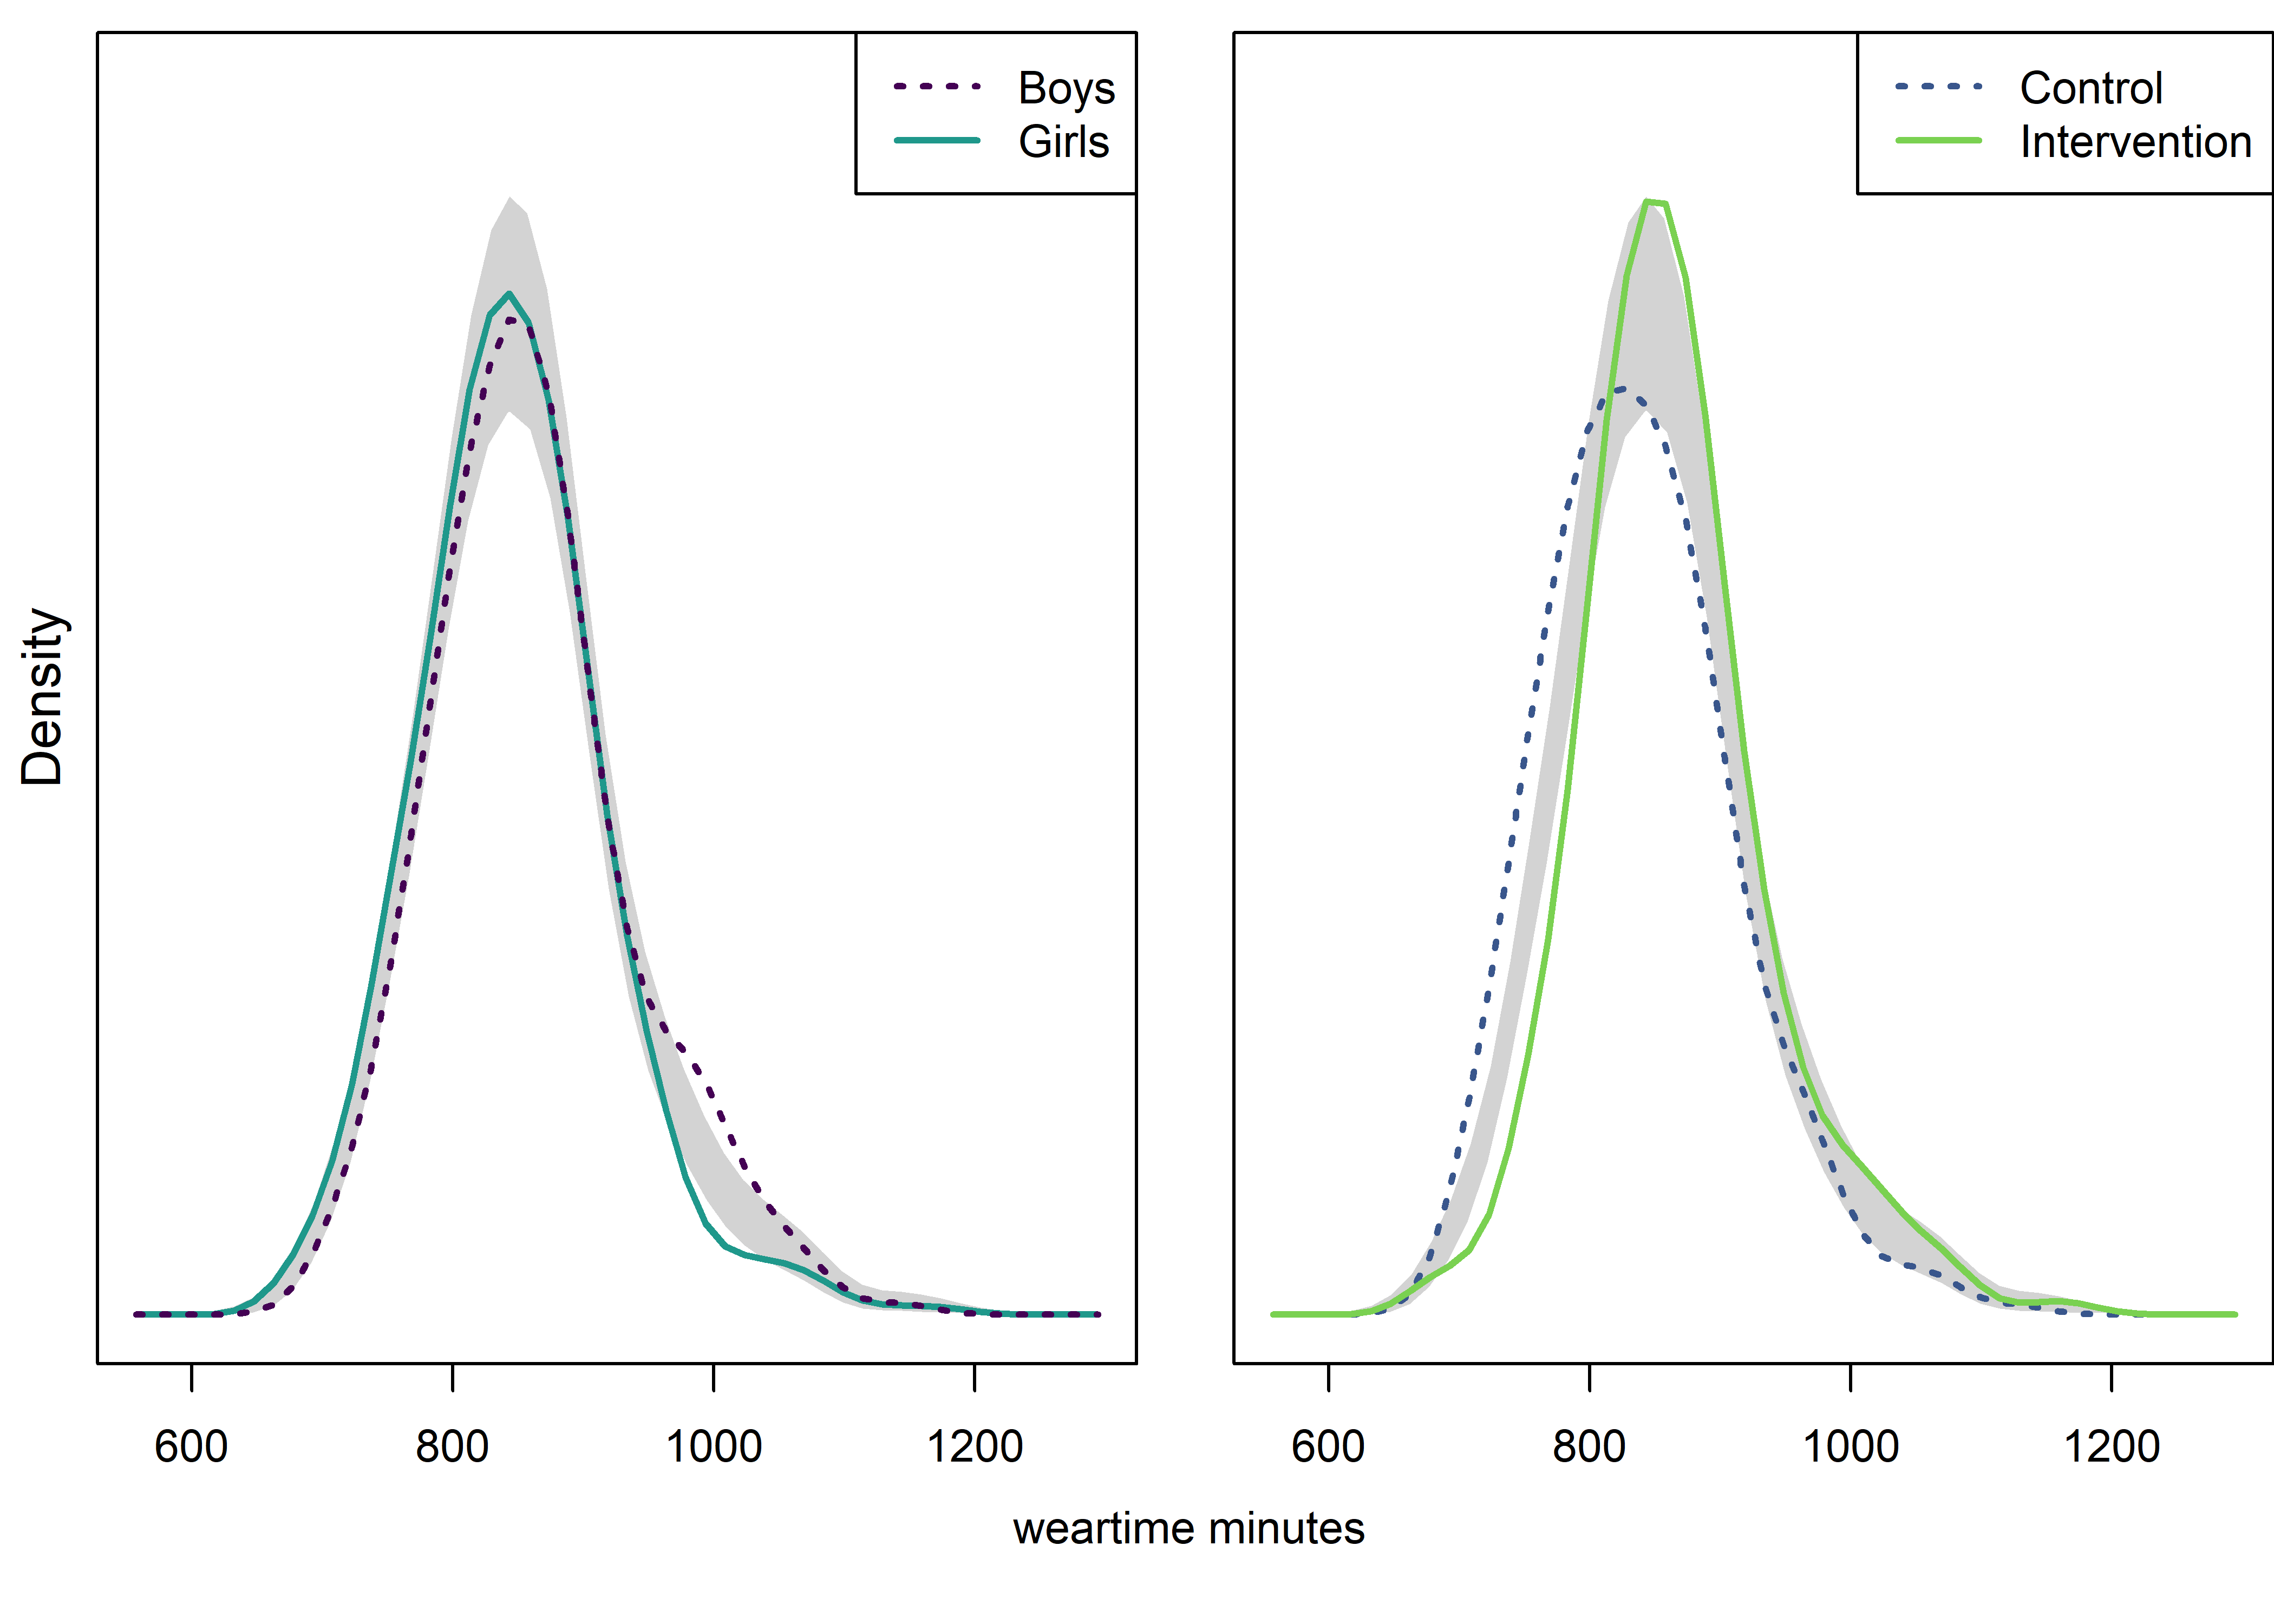 Boys
Girls
Control
Intervention
Density
600 800 1000 1200
600 800 1000 1200
weartime minutes